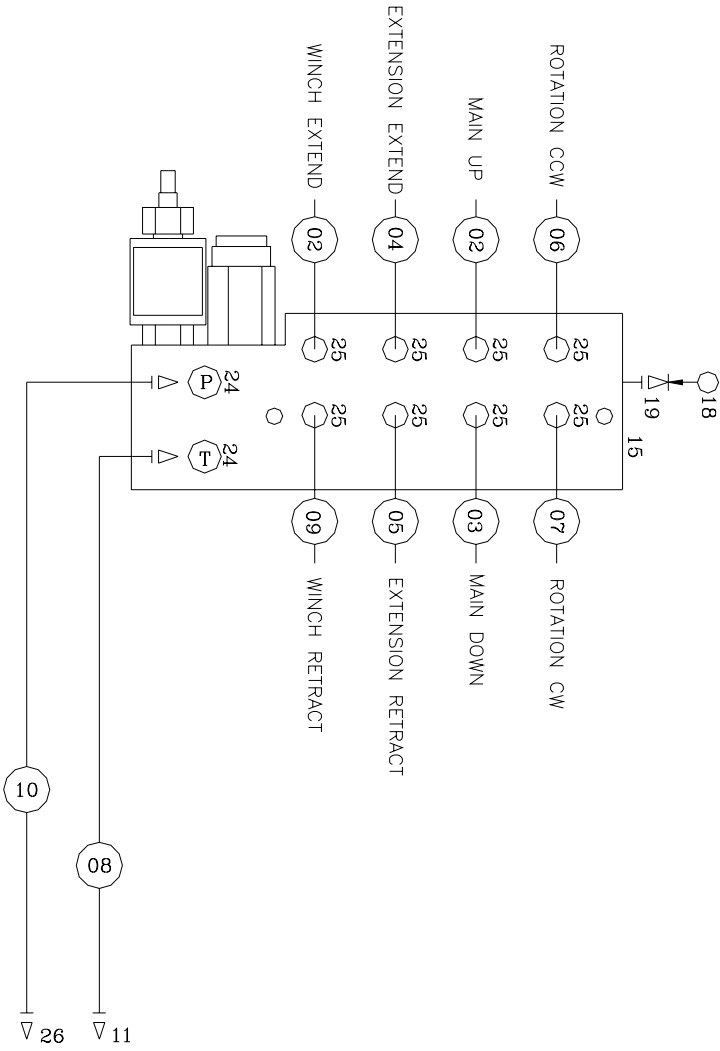 WINCH EXTEND
EXTENSION EXTEND
MAIN UP
ROTATION CCW
02
04
02
06
25
25
25
25
18
19
P
24
25
25
25
25
15
T
24
09
05
03
07
WINCH RETRACT
EXTENSION RETRACT
MAIN DOWN
ROTATION CW
10
08
26
11